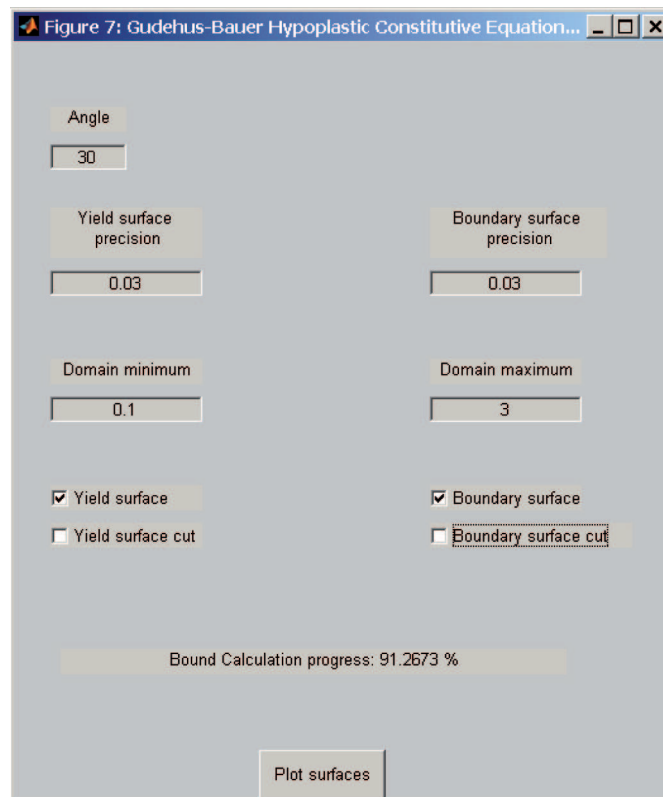 Figure 7: Gudehus-Bauer Hypoplastic Constitutive Equation...
Angle
30
Yield surface
precision
Boundary surface
precision
0.03
0.03
Domain minimum
Domain maximum
0.1
3
Yield surface
Boundary surface
Yield surface cut
Boundary surface cut
Bound Calculation progress: 91.2673 %
Plot surfaces